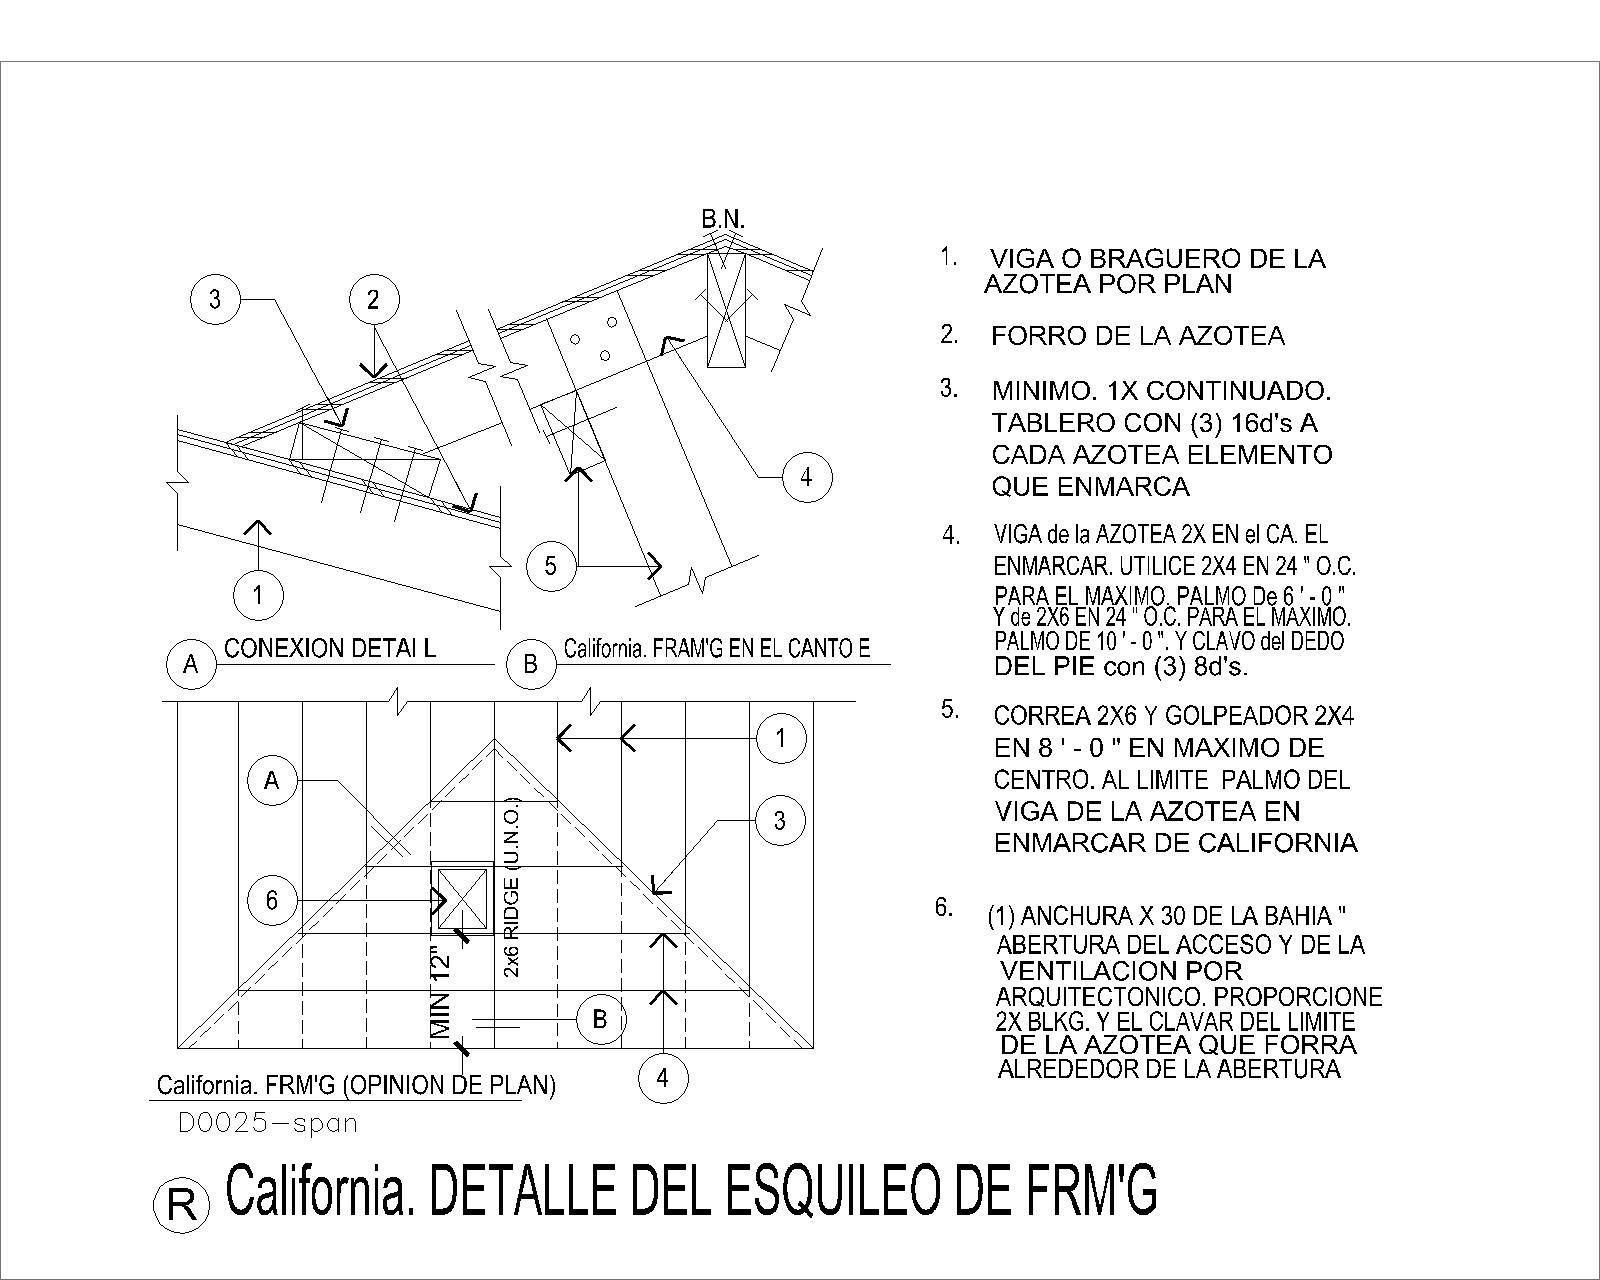 B.N.
3
2
4
5
1
A CONEXION DETAI L
B California. FRAM'G EN EL CANTO E
1
A
3
6
2x6 RIDGE (U.N.O.)
MIN 12"
B
4
California. FRM'G (OPINION DE PLAN)
D0025-span
R California. DETALLE DEL ESQUILEO DE FRM'G
1. VIGA O BRAGUERO DE LA
AZOTEA POR PLAN
2. FORRO DE LA AZOTEA
3. MINIMO. 1X CONTINUADO.
TABLERO CON (3) 16d's A
CADA AZOTEA ELEMENTO
QUE ENMARCA
4. VIGA de la AZOTEA 2X EN el CA. EL
ENMARCAR. UTILICE 2X4 EN 24 " O.C.
PARA EL MAXIMO. PALMO De 6 ' - 0 "
Y de 2X6 EN 24 " O.C. PARA EL MAXIMO.
PALMO DE 10 ' - 0 ". Y CLAVO del DEDO
DEL PIE con (3) 8d's.
5. CORREA 2X6 Y GOLPEADOR 2X4
EN 8 ' - 0 " EN MAXIMO DE
CENTRO. AL LIMITE PALMO DEL
VIGA DE LA AZOTEA EN
ENMARCAR DE CALIFORNIA
6. (1) ANCHURA X 30 DE LA BAHIA "
ABERTURA DEL ACCESO Y DE LA
VENTILACION POR
ARQUITECTONICO. PROPORCIONE
2X BLKG. Y EL CLAVAR DEL LIMITE
DE LA AZOTEA QUE FORRA
ALREDEDOR DE LA ABERTURA